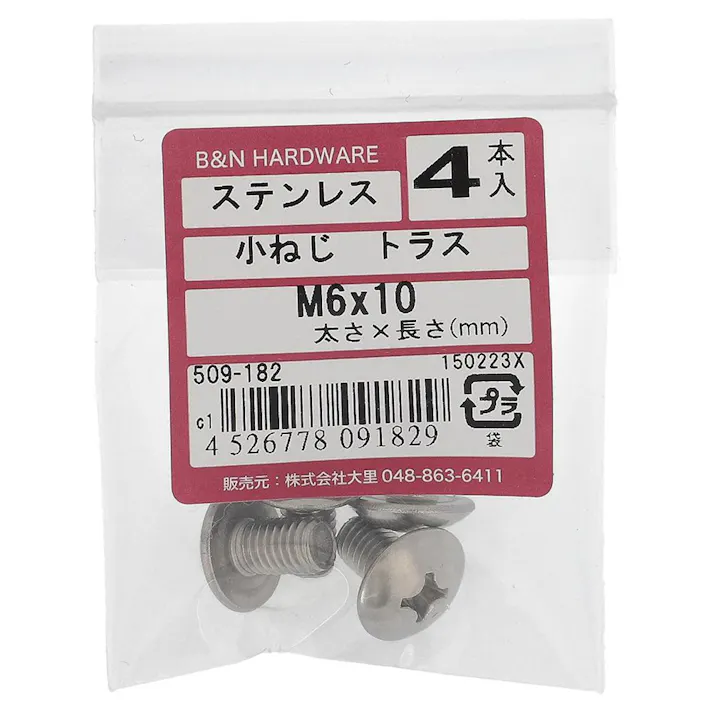 B&N HARDWARE
ステンレス
4本入
小ねじ トラス
M6x10
太さ×長さ(mm)
509-182 150223X
c1
プラ
4 526778 091829
袋
販売元：株式会社大里 048-863-6411